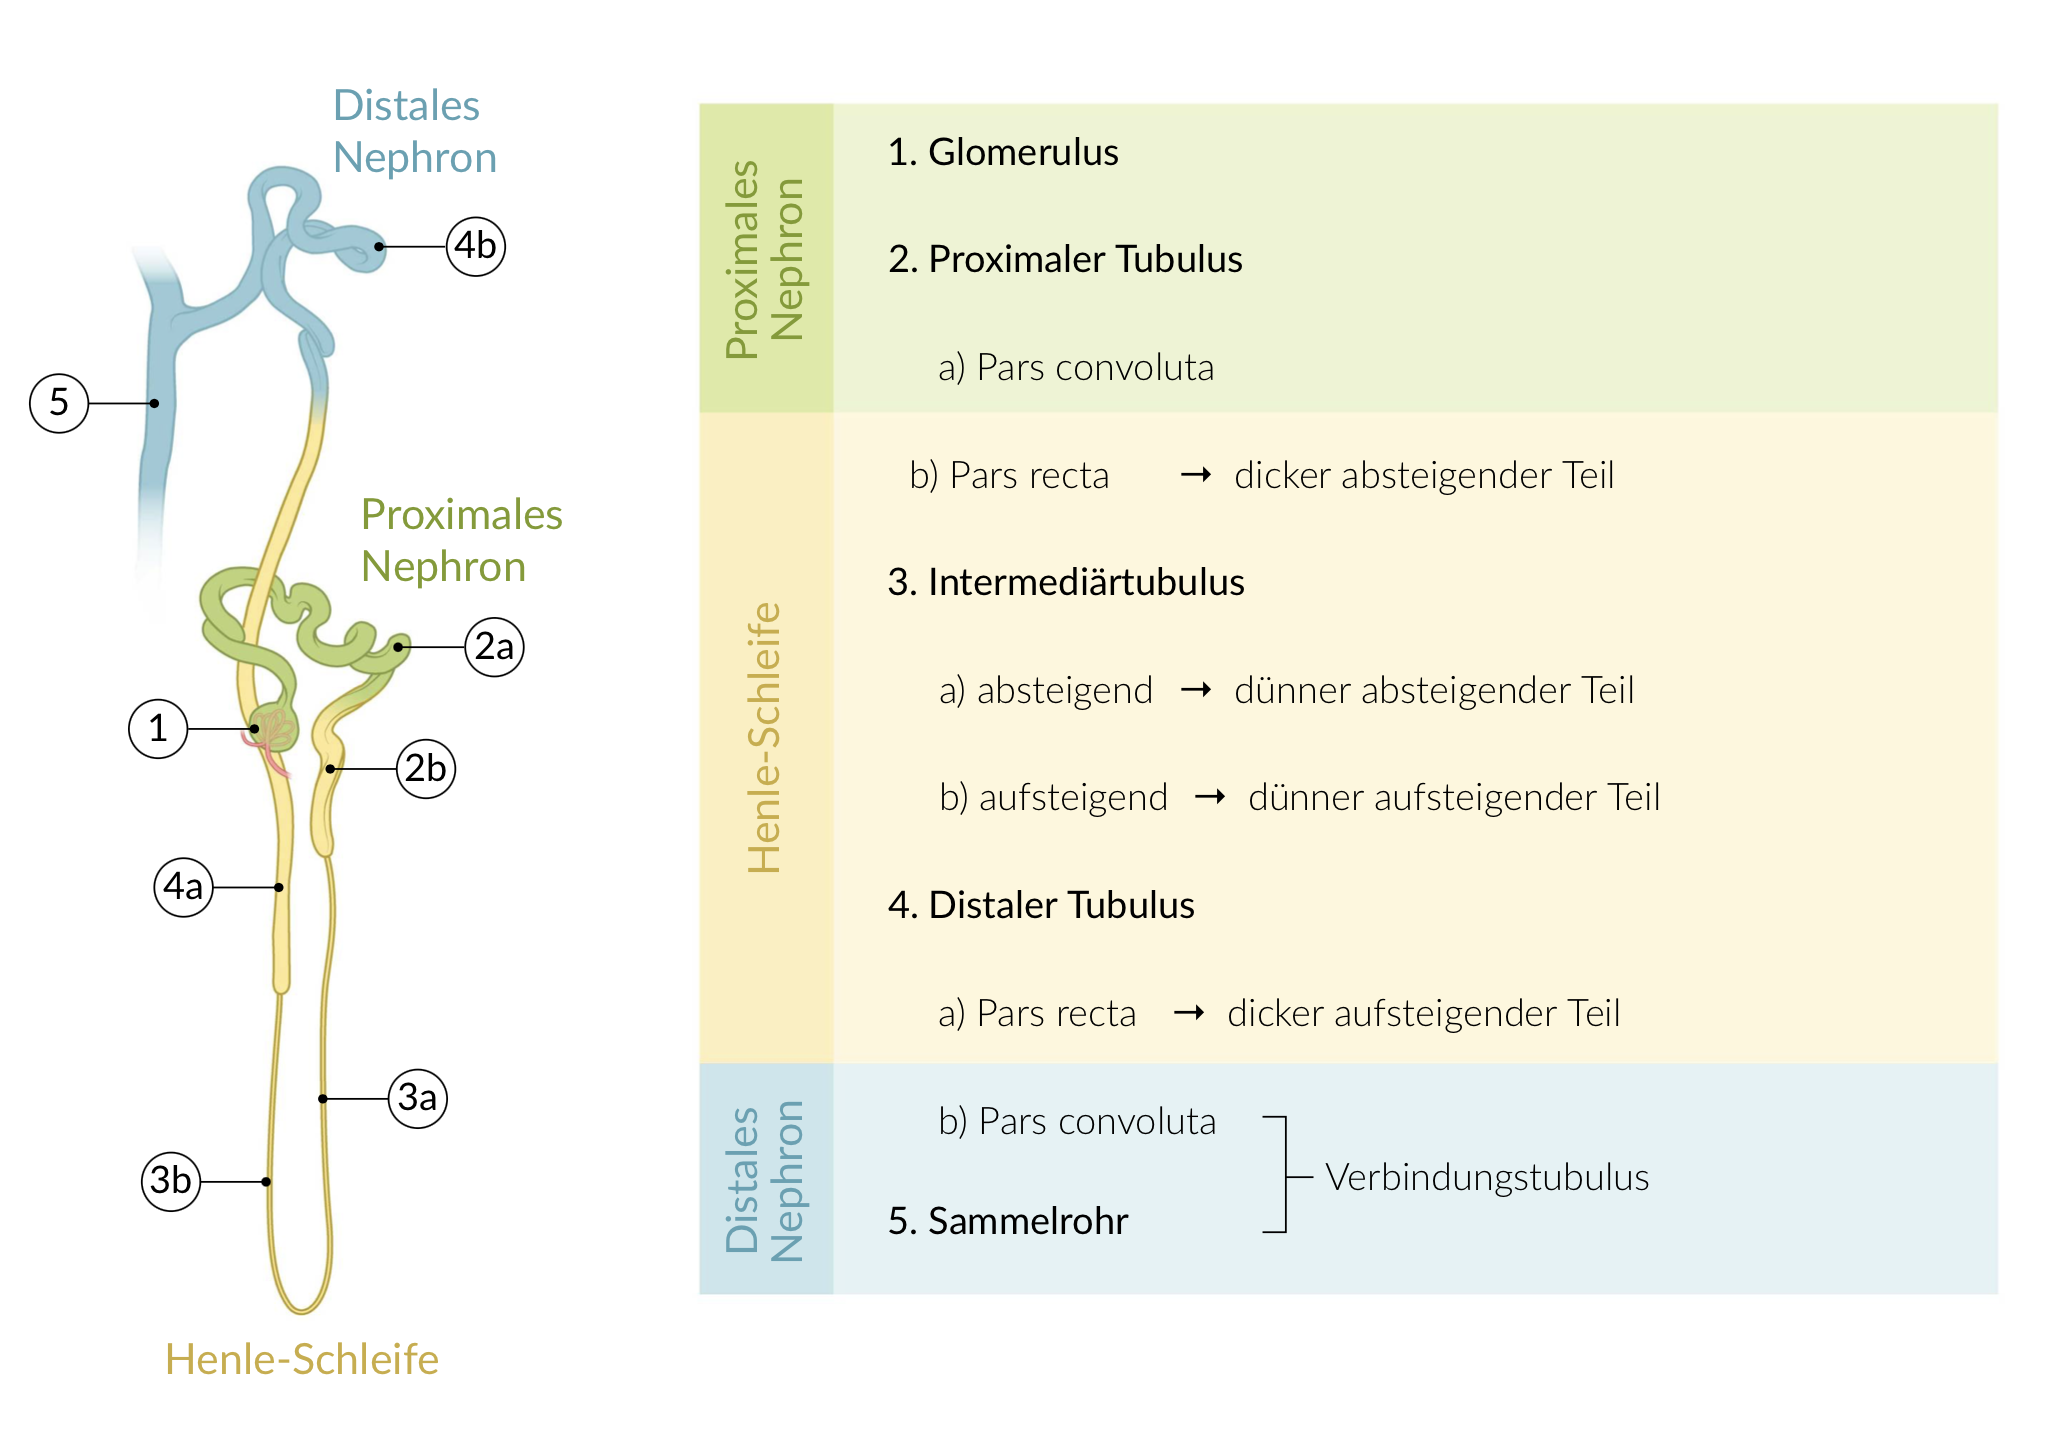 Distales
Nephron
4b
5
Proximales
Nephron
2a
1
2b
4a
3a
3b
Henle-Schleife
Proximales
Nephron
1. Glomerulus
2. Proximaler Tubulus
a) Pars convoluta
Henle-Schleife
b) Pars recta → dicker absteigender Teil
3. Intermediärtubulus
a) absteigend → dünner absteigender Teil
b) aufsteigend → dünner aufsteigender Teil
4. Distaler Tubulus
a) Pars recta → dicker aufsteigender Teil
Distales
Nephron
b) Pars convoluta
Verbindungstubulus
5. Sammelrohr